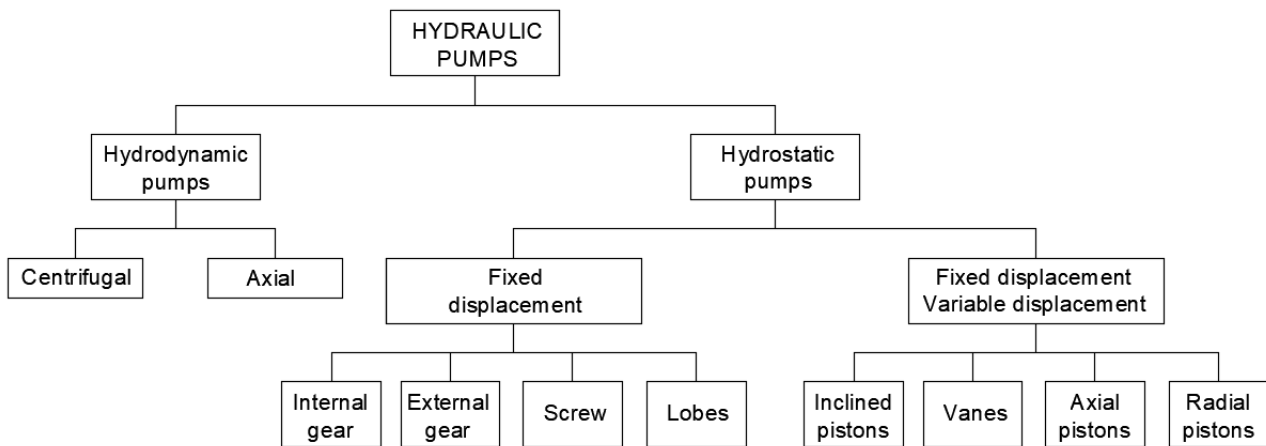 HYDRAULIC
PUMPS
Hydrodynamic
pumps
Hydrostatic
pumps
Centrifugal
Axial
Fixed
displacement
Fixed displacement
Variable displacement
Internal
gear
External
gear
Screw
Lobes
Inclined
pistons
Vanes
Axial
pistons
Radial
pistons